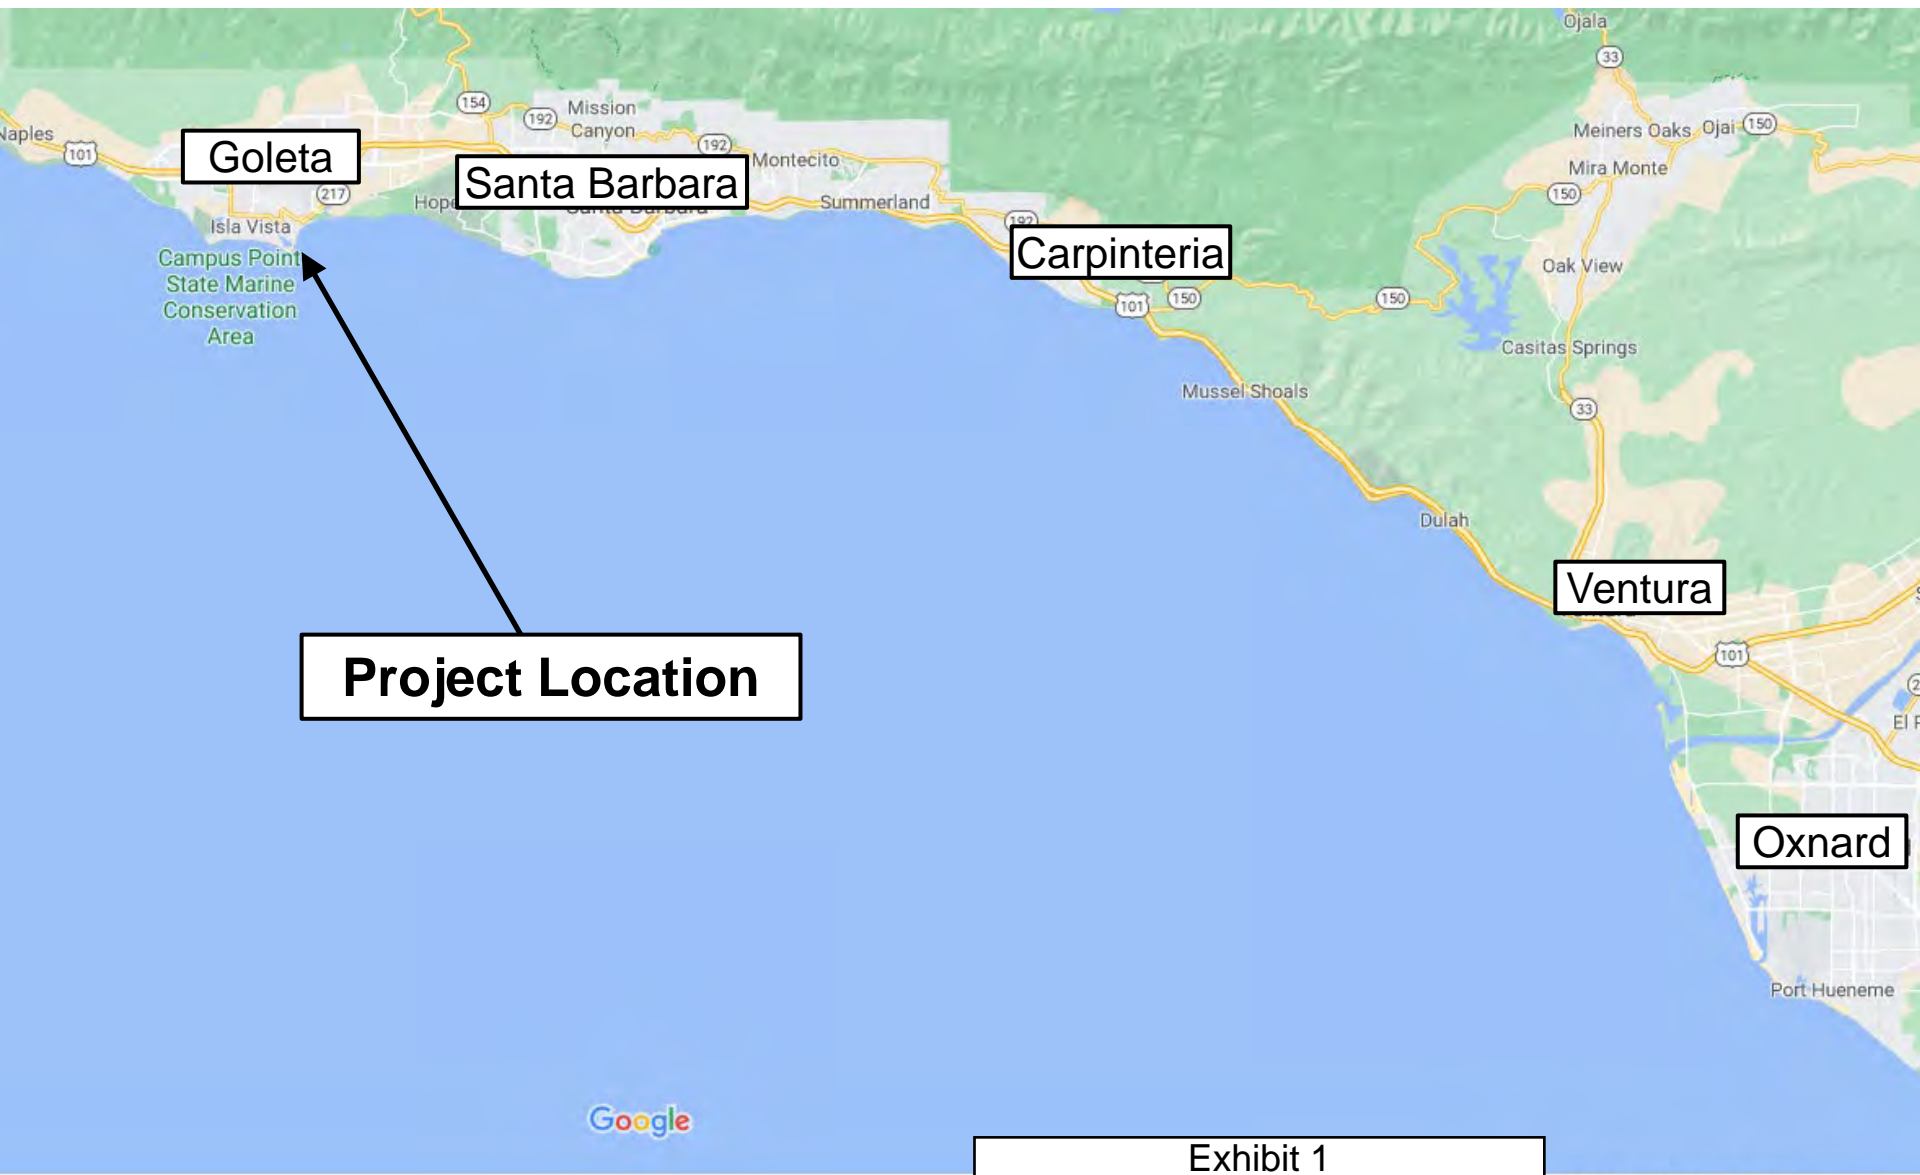 Ojala
33
154
192
Mission
Canyon
192
Montecito
Meiners Oaks
Ojai
150
Naples
101
Goleta
Santa Barbara
Mira Monte
150
217
Summerland
192
Isla Vista
Carpinteria
Campus Point
State Marine
Conservation
Area
Oak View
101
150
150
Casitas Springs
Mussel Shoals
33
Dulah
Ventura
Project Location
101
Oxnard
Port Hueneme
Google
Exhibit 1